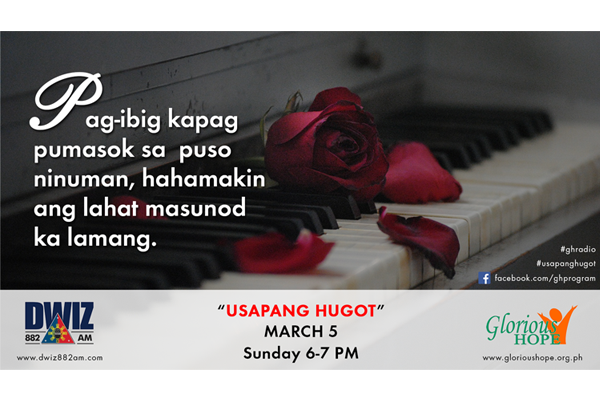 Pag-ibig kapag
pumasok sa puso
ninuman, hahamakin
ang lahat masunod
ka lamang.
#ghradio
#usapanghugot
facebook.com/ghprogram
DWIZ
882 AM
www.dwiz882am.com
“USAPANG HUGOT”
MARCH 5
Sunday 6-7 PM
Glorious
HOPE
www.glorioushope.org.ph